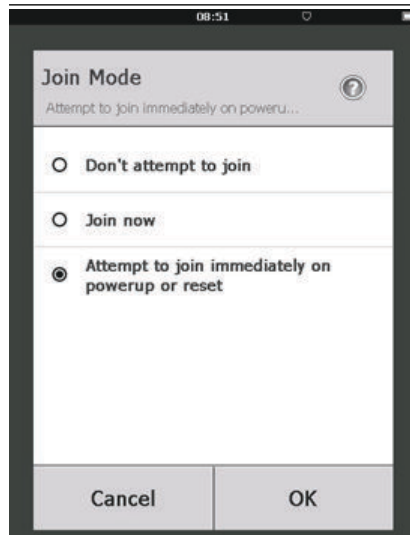 08:51
Join Mode
Attempt to join immediately on poweru...
?
Don't attempt to join
Join now
Attempt to join immediately on
powerup or reset
Cancel
OK